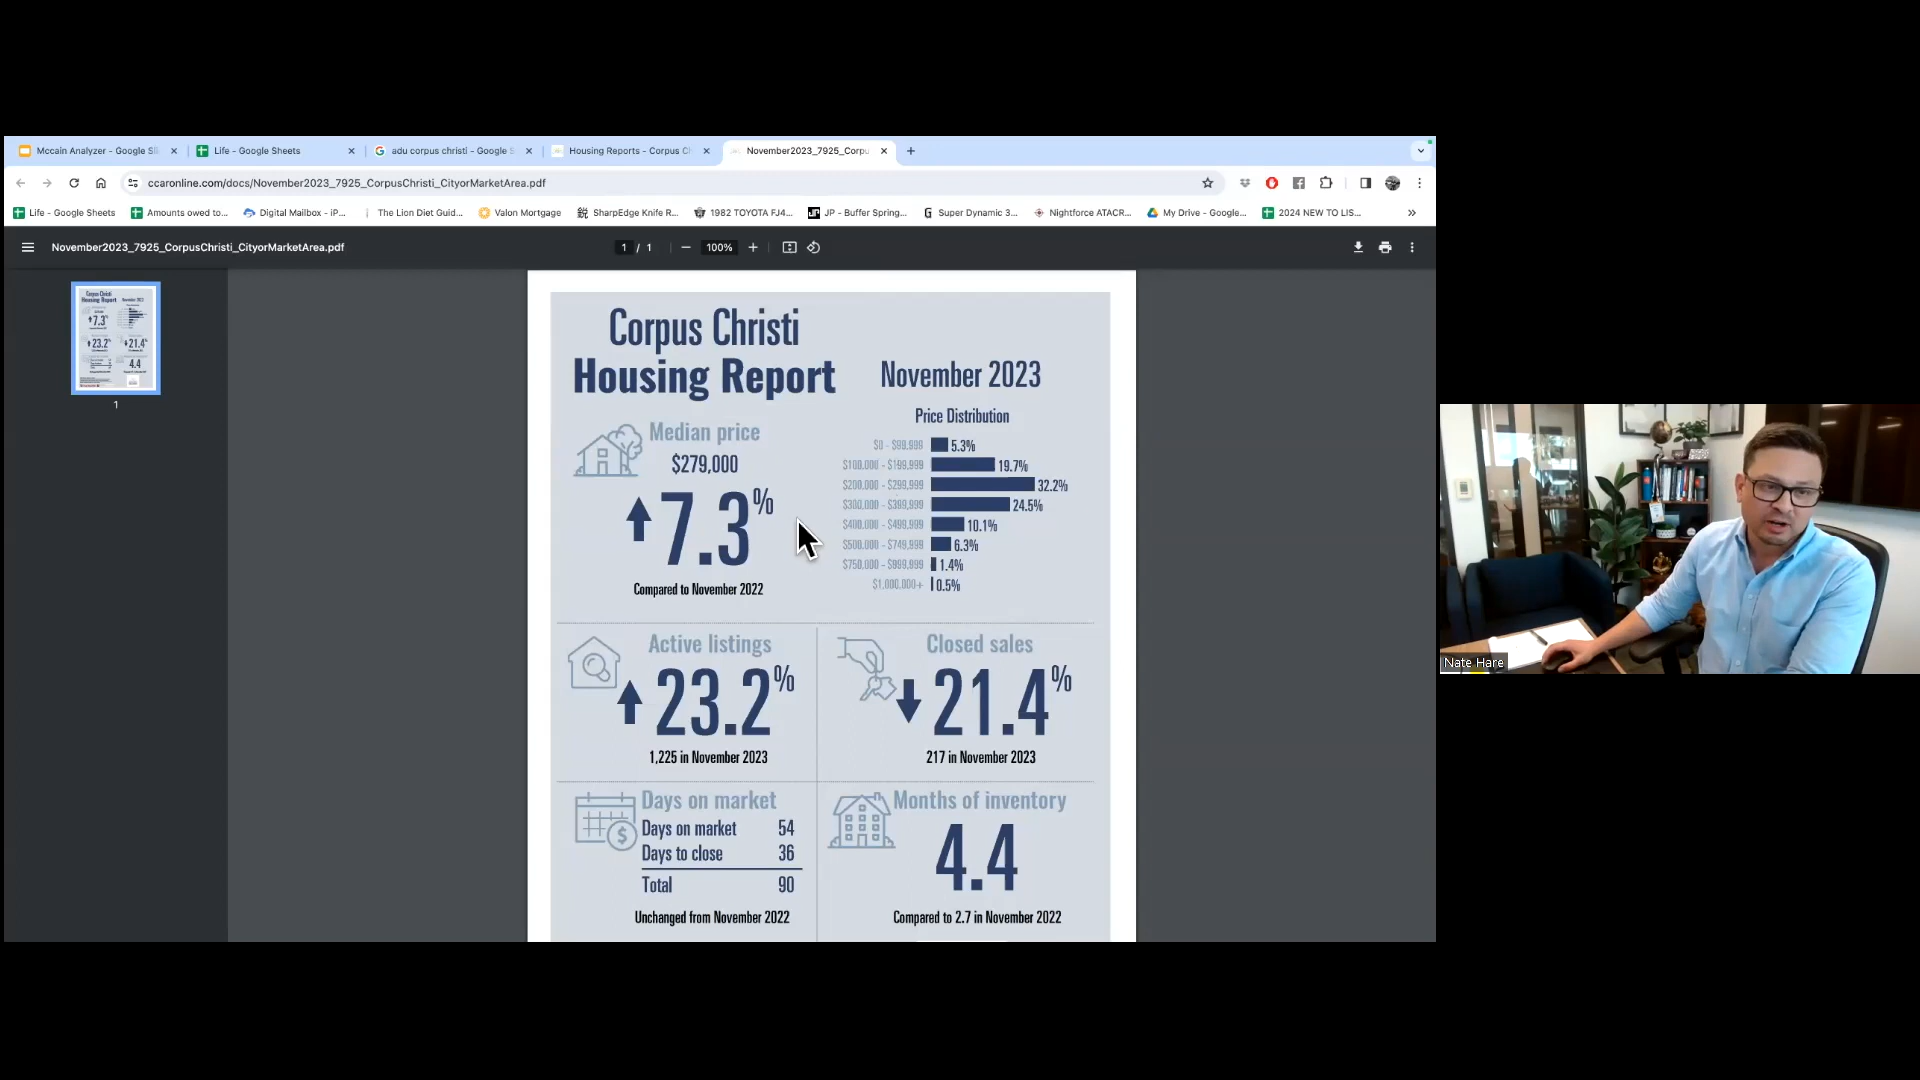 Mccain Analyzer - Google Sli
Life - Google Sheets
adu corpus christi - Google S
Housing Reports - Corpus Ch
November2023_7925_Corpu
ccaronline.com/docs/November2023_7925_CorpusChristi_CityorMarketArea.pdf
Life - Google Sheets
Amounts owed to...
Digital Mailbox - iP...
The Lion Diet Guid...
Valon Mortgage
SharpEdge Knife R...
1982 TOYOTA FJ4...
JP - Buffer Spring...
Super Dynamic 3...
Nightforce ATACR...
My Drive - Google...
2024 NEW TO LIS...
November2023_7925_CorpusChristi_CityorMarketArea.pdf
1 / 1
100%
1
Corpus Christi
Housing Report
November 2023
Median price
$279,000
7.3%
Compared to November 2022
Price Distribution
$0 - $99,999 5.3%
$100,000 - $199,999 19.7%
$200,000 - $299,999 32.2%
$300,000 - $399,999 24.5%
$400,000 - $499,999 10.1%
$500,000 - $749,999 6.3%
$750,000 - $999,999 1.4%
$1,000,000+ 0.5%
Active listings
23.2%
1,225 in November 2023
Closed sales
21.4%
217 in November 2023
Days on market
Days on market 54
Days to close 36
Total 90
Unchanged from November 2022
Months of inventory
4.4
Compared to 2.7 in November 2022
Nate Hare